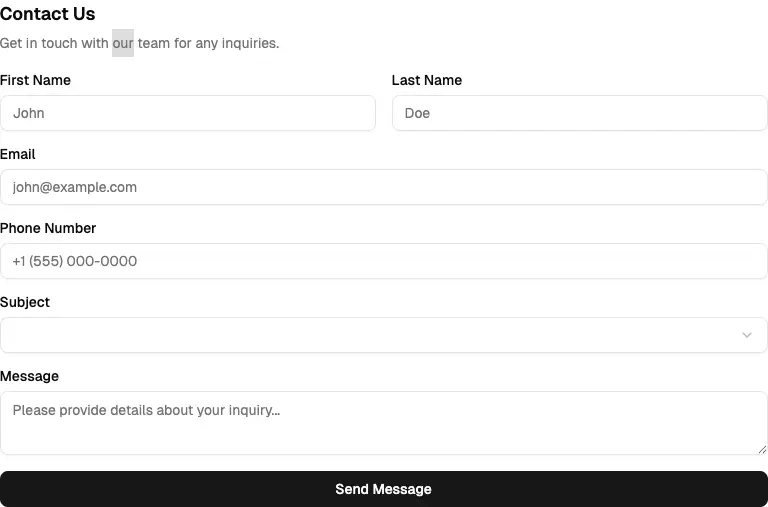 Contact Us
Get in touch with our team for any inquiries.
First Name
Last Name
John
Doe
Email
john@example.com
Phone Number
+1 (555) 000-0000
Subject
Message
Please provide details about your inquiry...
Send Message